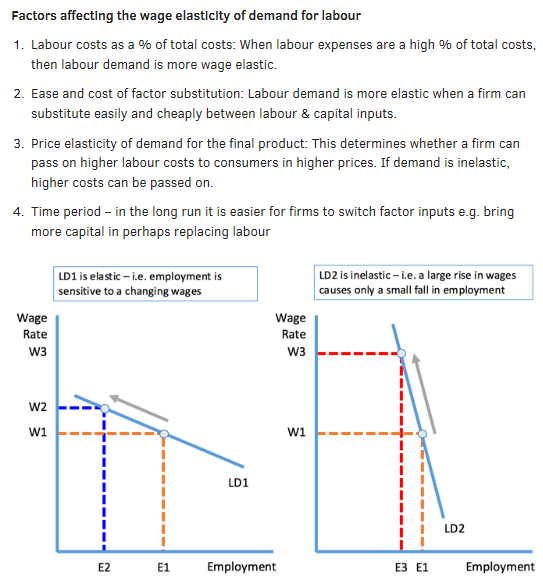 Factors affecting the wage elasticity of demand for labour
1. Labour costs as a % of total costs: When labour expenses are a high % of total costs,
then labour demand is more wage elastic.
2. Ease and cost of factor substitution: Labour demand is more elastic when a firm can
substitute easily and cheaply between labour & capital inputs.
3. Price elasticity of demand for the final product: This determines whether a firm can
pass on higher labour costs to consumers in higher prices. If demand is inelastic,
higher costs can be passed on.
4. Time period – in the long run it is easier for firms to switch factor inputs e.g. bring
more capital in perhaps replacing labour
LD1 is elastic – i.e. employment is
sensitive to a changing wages
Wage
Rate
W3
W2
W1
LD1
E2 E1 Employment
LD2 is inelastic – i.e. a large rise in wages
causes only a small fall in employment
Wage
Rate
W3
W1
LD2
E3 E1 Employment